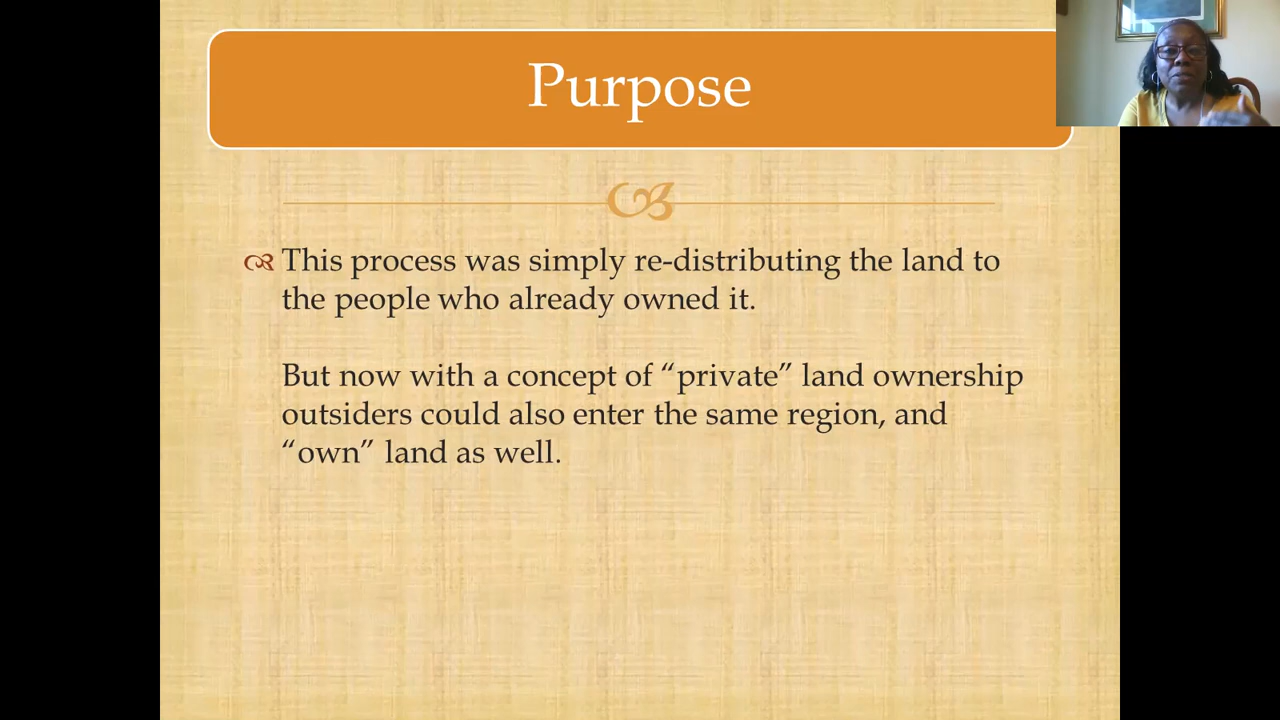 Purpose
This process was simply re-distributing the land to
the people who already owned it.
But now with a concept of “private” land ownership
outsiders could also enter the same region, and
“own” land as well.